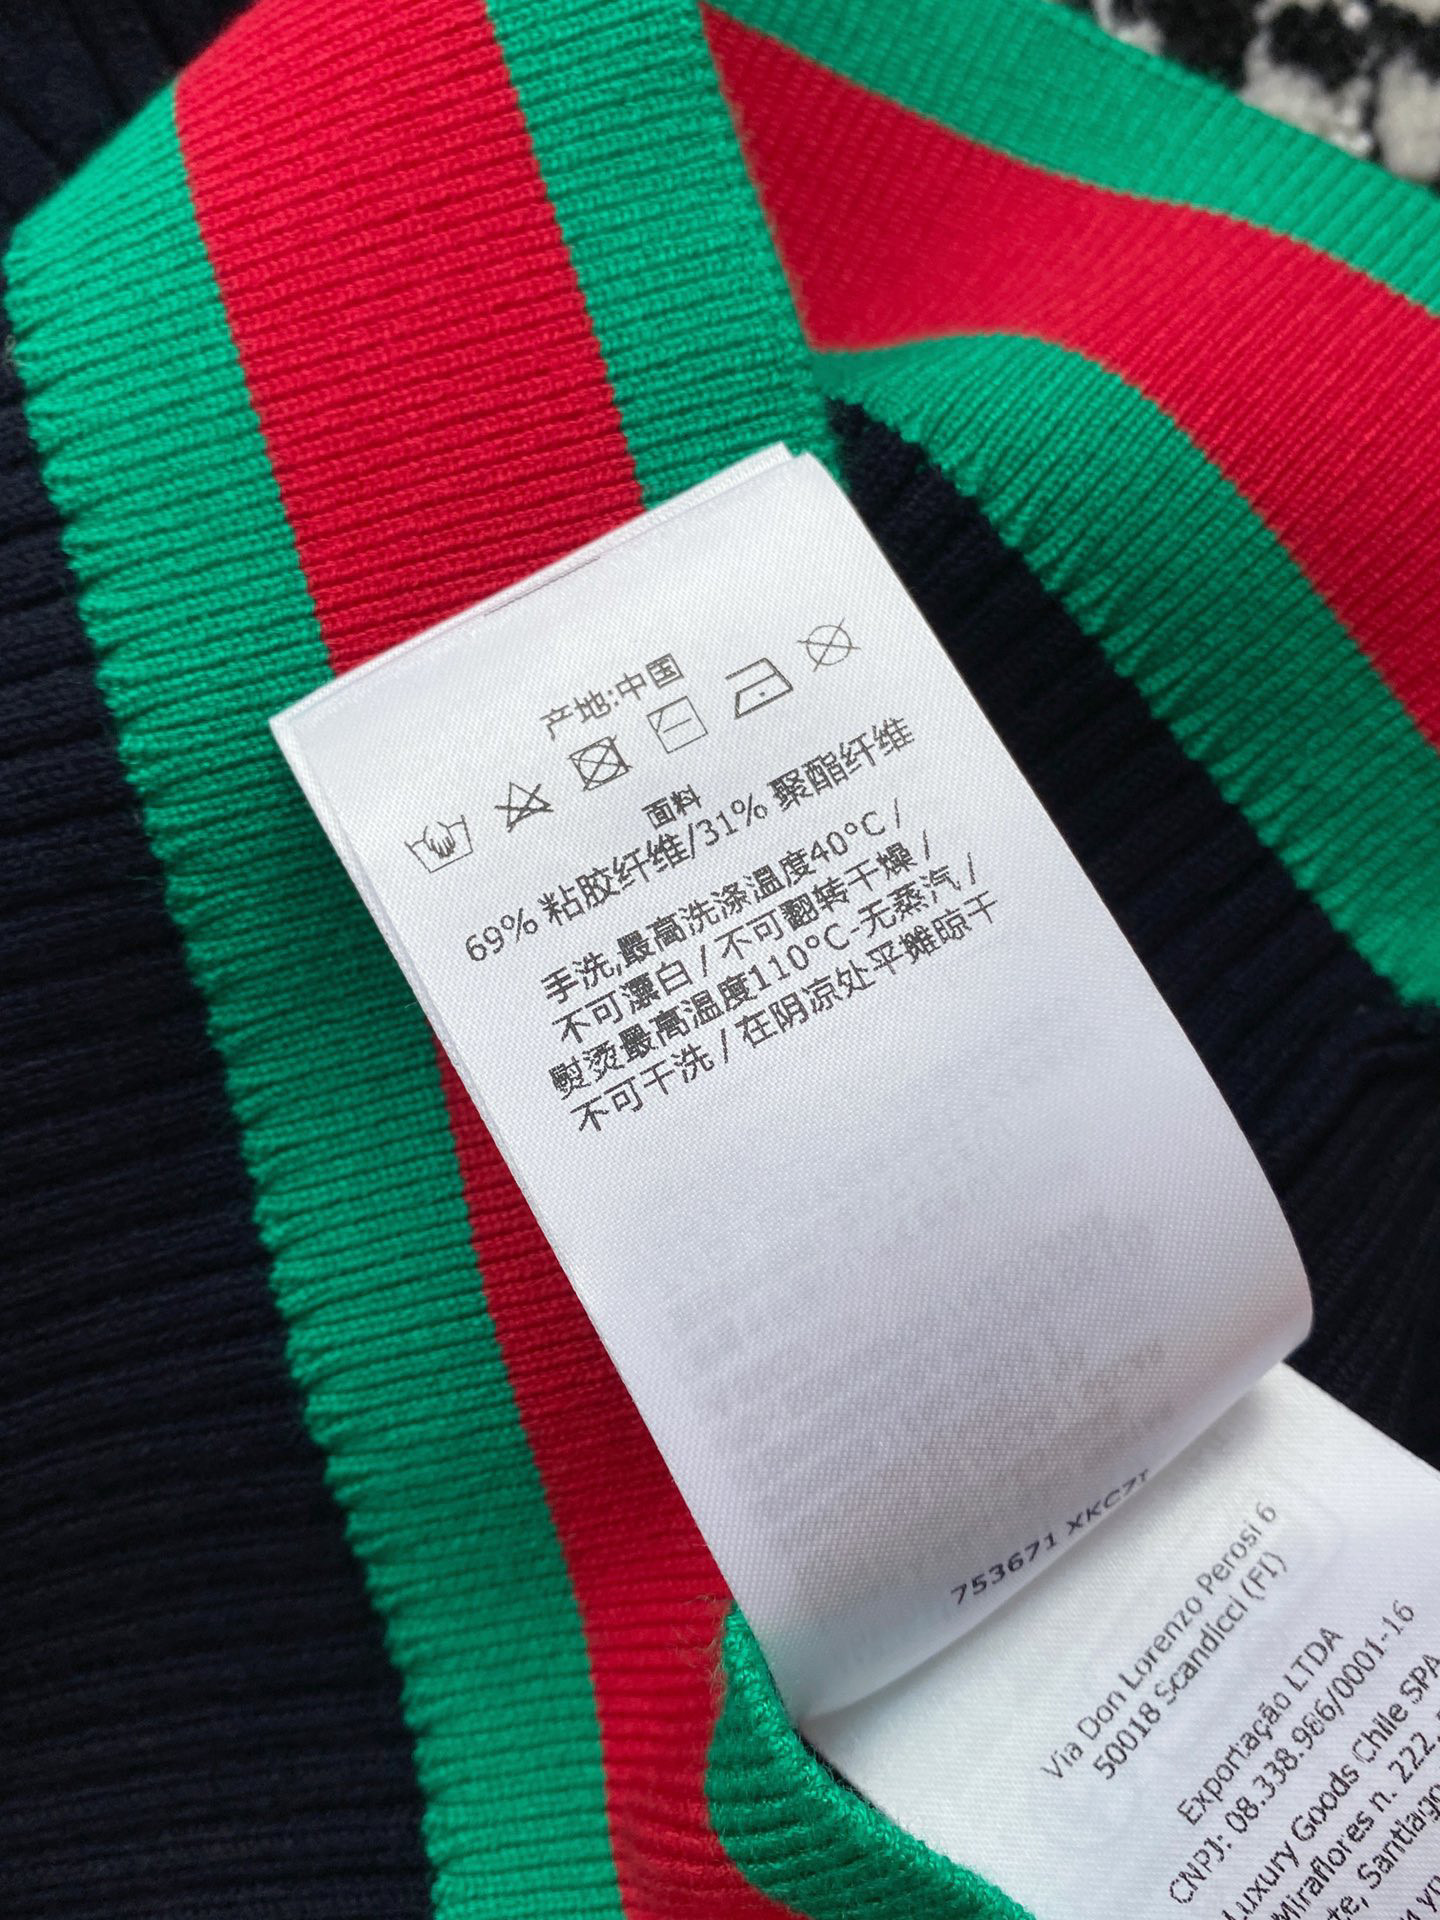 产地:中国
面料
69% 粘胶纤维/31% 聚酯纤维
手洗,最高洗涤温度40°C /
不可漂白 / 不可翻转干燥 /
熨烫最高温度110°C-无蒸汽 /
不可干洗 / 在阴凉处平摊晾干
753671 XKCZI
Via Don Lorenzo Perosi 6
50018 Scandicci (FI)
Exportação LTDA
CNPJ: 08.338.986/0001-16
Luxury Goods Chile SPA
Miraflores n. 222,